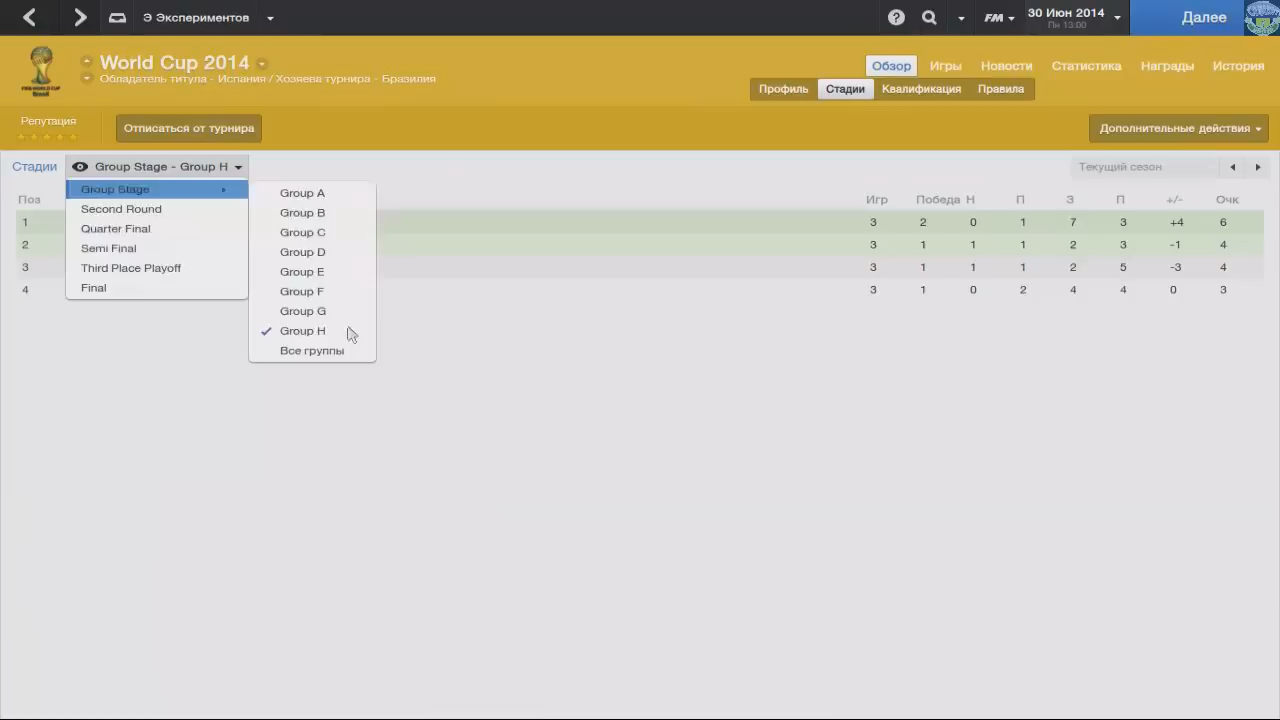 Э Экспериментов
FM
30 Июн 2014
Пн 13:00
Далее
World Cup 2014
Обладатель титула - Испания / Хозяева турнира - Бразилия
Обзор Игры Новости Статистика Награды История
Профиль Стадии Квалификация Правила
Репутация
Отписаться от турнира
Дополнительные действия
Стадии Group Stage - Group H
Текущий сезон
Поз Игр Победа Н П З П +/- Очк
1 3 2 0 1 7 3 +4 6
2 3 1 1 1 2 3 -1 4
3 3 1 1 1 2 5 -3 4
4 3 1 0 2 4 4 0 3
Group Stage
Second Round
Quarter Final
Semi Final
Third Place Playoff
Final
Group A
Group B
Group C
Group D
Group E
Group F
Group G
Group H
Все группы